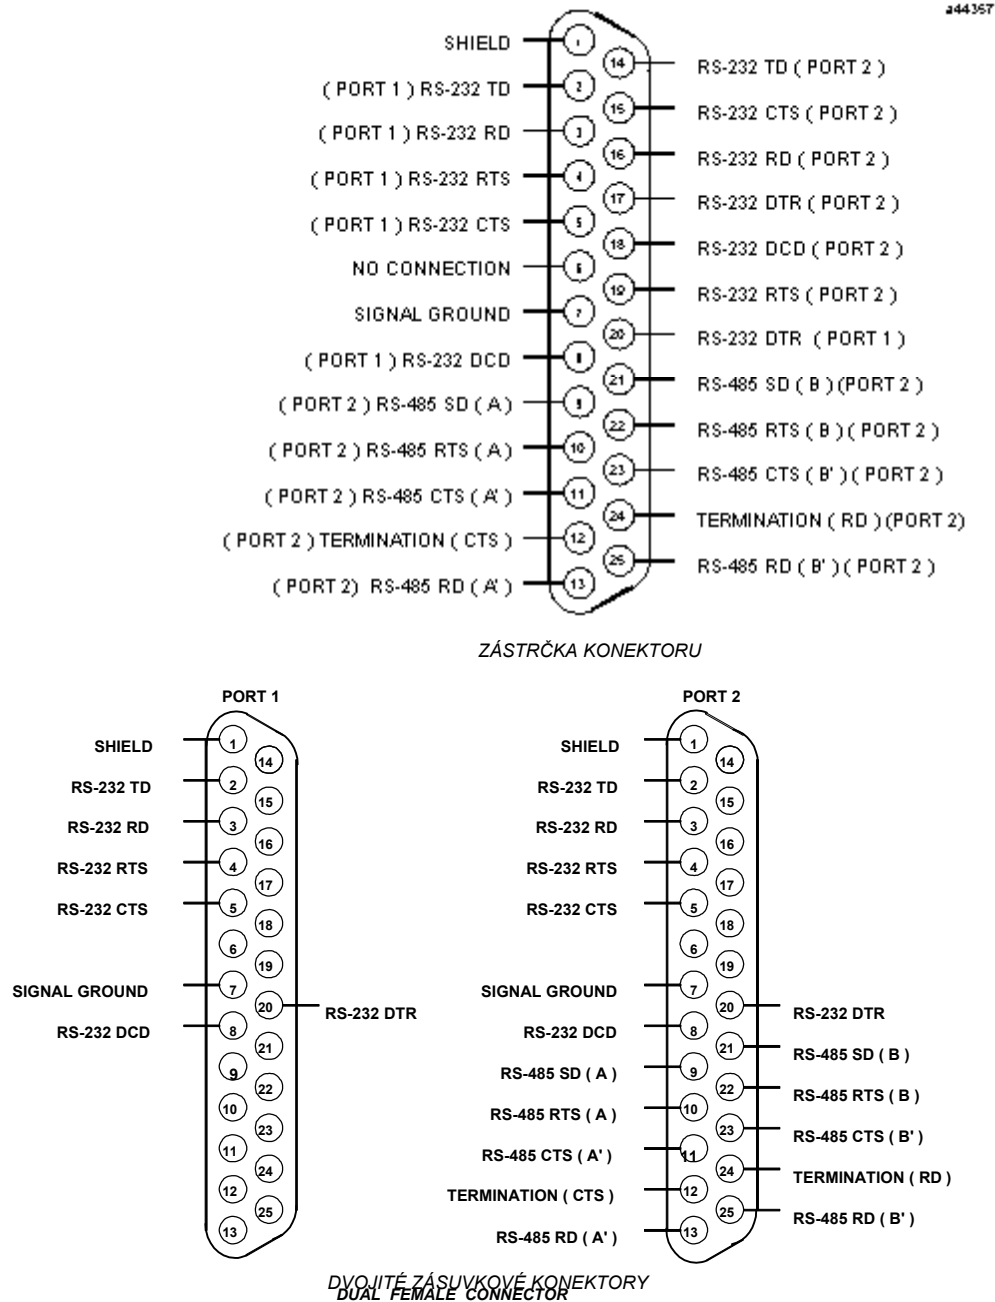 a44357
SHIELD
( PORT 1 ) RS-232 TD
( PORT 1 ) RS-232 RD
( PORT 1 ) RS-232 RTS
( PORT 1 ) RS-232 CTS
NO CONNECTION
SIGNAL GROUND
( PORT 1 ) RS-232 DCD
( PORT 2 ) RS-485 SD ( A )
( PORT 2 ) RS-485 RTS ( A )
( PORT 2 ) RS-485 CTS ( A' )
( PORT 2 ) TERMINATION ( CTS )
( PORT 2) RS-485 RD ( A' )
1
2
3
4
5
6
7
8
9
10
11
12
13
14
15
16
17
18
19
20
21
22
23
24
25
RS-232 TD ( PORT 2 )
RS-232 CTS ( PORT 2 )
RS-232 RD ( PORT 2 )
RS-232 DTR ( PORT 2 )
RS-232 DCD ( PORT 2 )
RS-232 RTS ( PORT 2 )
RS-232 DTR ( PORT 1 )
RS-485 SD ( B ) (PORT 2 )
RS-485 RTS ( B ) ( PORT 2 )
RS-485 CTS ( B' ) ( PORT 2 )
TERMINATION ( RD ) (PORT 2)
RS-485 RD ( B' ) ( PORT 2 )
ZÁSTRČKA KONEKTORU
PORT 1
SHIELD
RS-232 TD
RS-232 RD
RS-232 RTS
RS-232 CTS
SIGNAL GROUND
RS-232 DCD
1
2
3
4
5
6
7
8
9
10
11
12
13
14
15
16
17
18
19
20
21
22
23
24
25
RS-232 DTR
PORT 2
SHIELD
RS-232 TD
RS-232 RD
RS-232 RTS
RS-232 CTS
SIGNAL GROUND
RS-232 DCD
RS-485 SD ( A )
RS-485 RTS ( A )
RS-485 CTS ( A' )
TERMINATION ( CTS )
RS-485 RD ( A' )
1
2
3
4
5
6
7
8
9
10
11
12
13
14
15
16
17
18
19
20
21
22
23
24
25
RS-232 DTR
RS-485 SD ( B )
RS-485 RTS ( B )
RS-485 CTS ( B' )
TERMINATION ( RD )
RS-485 RD ( B' )
DVOJITÉ ZÁSUVKOVÉ KONEKTORY
DUAL FEMALE CONNECTOR